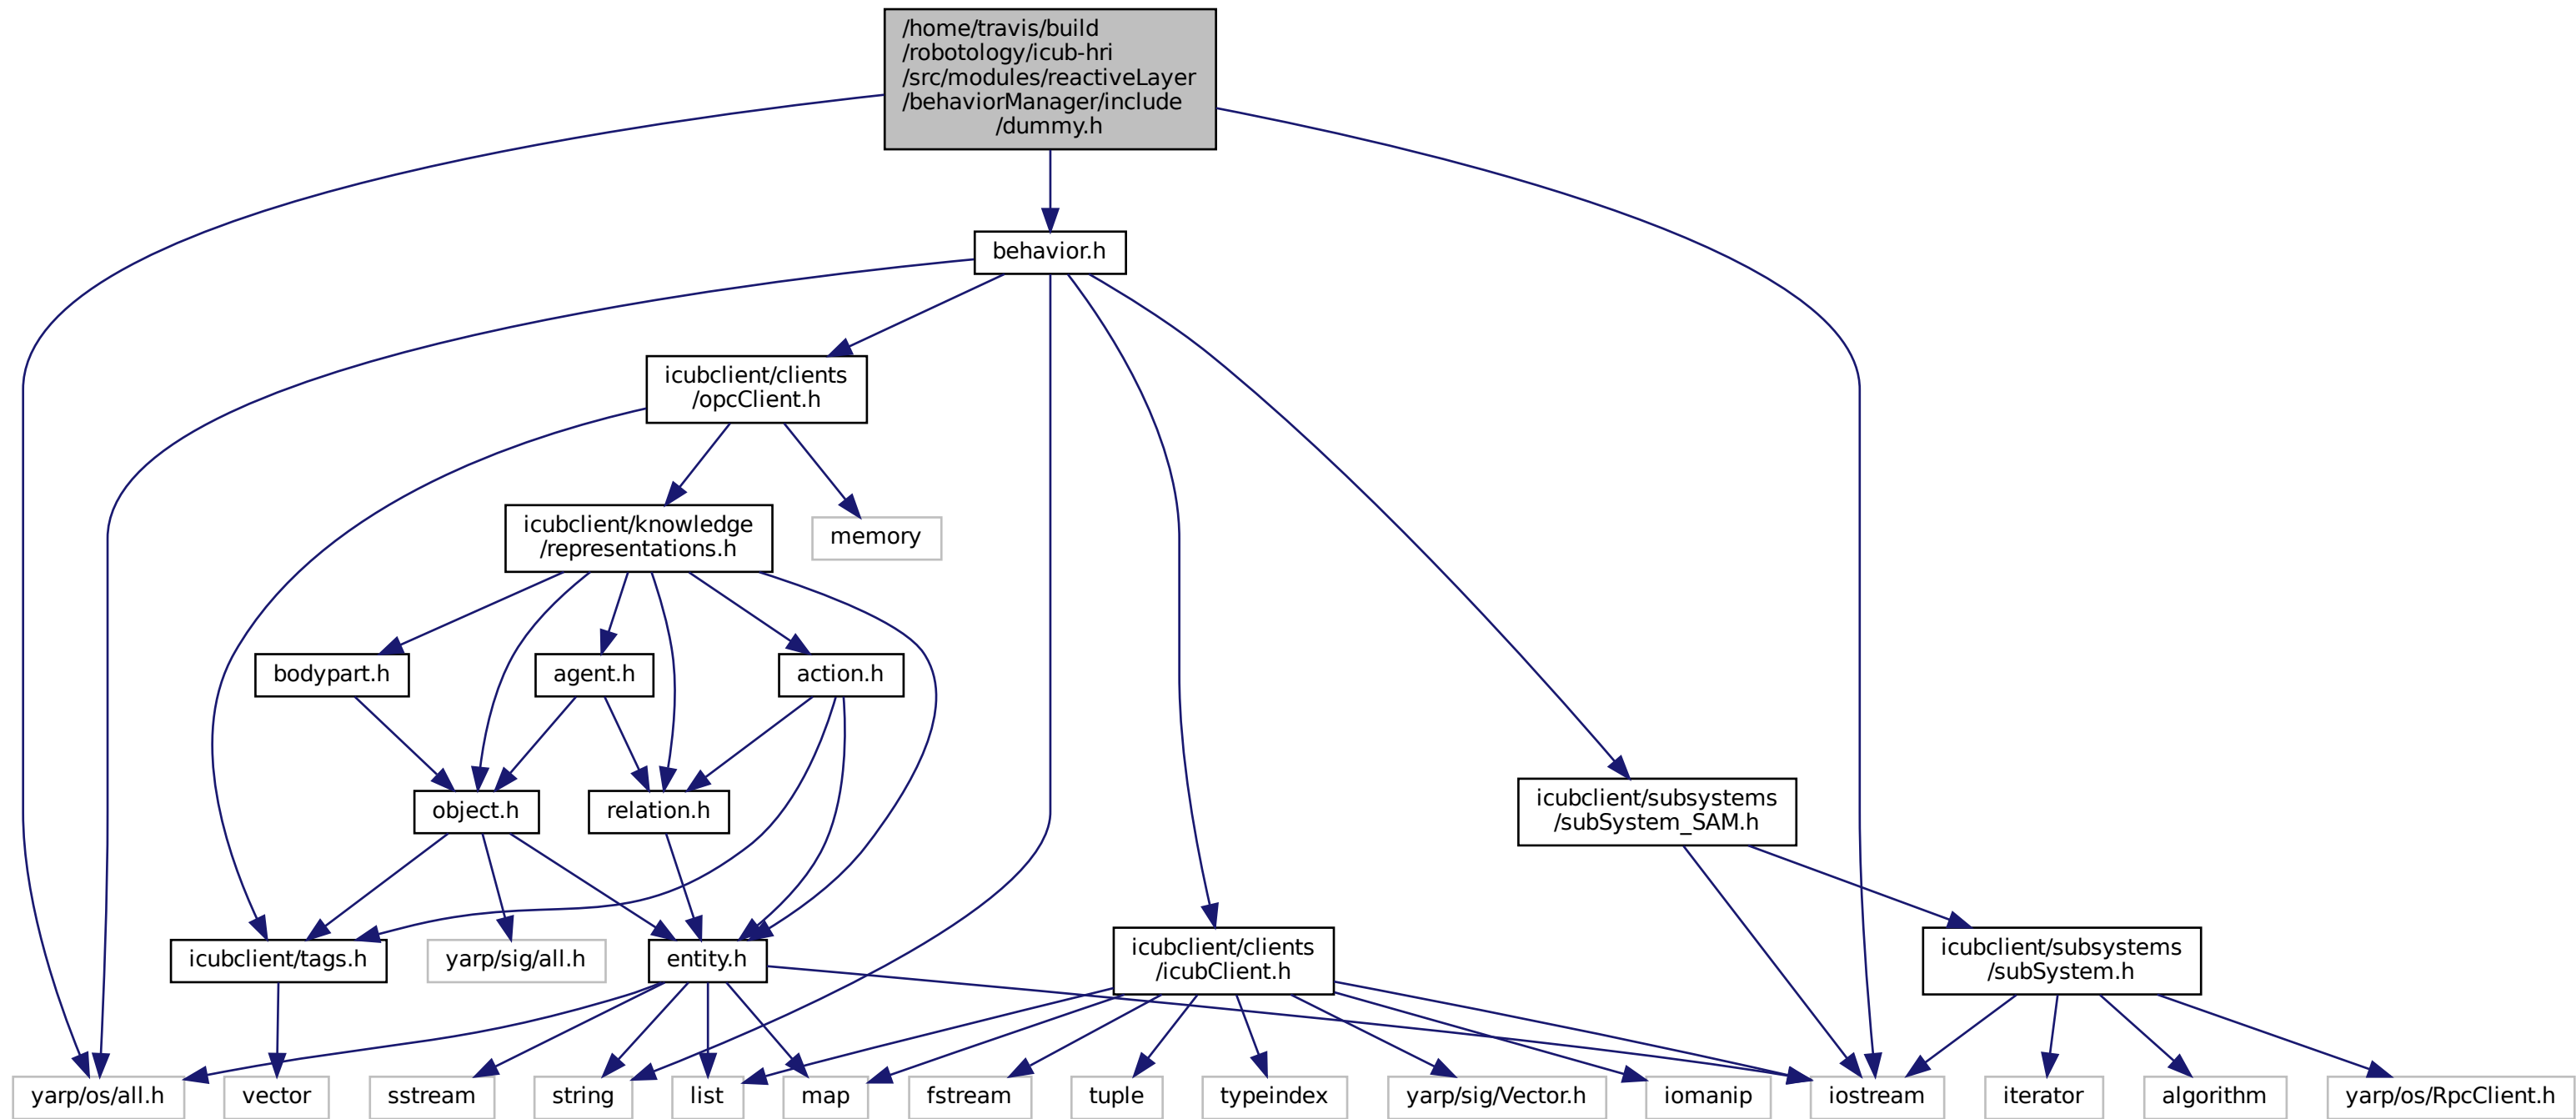 /home/travis/build
/robotology/icub-hri
/src/modules/reactiveLayer
/behaviorManager/include
/dummy.h
behavior.h
icubclient/clients
/opcClient.h
icubclient/knowledge
/representations.h
memory
bodypart.h
agent.h
action.h
object.h
relation.h
icubclient/subsystems
/subSystem_SAM.h
icubclient/tags.h
yarp/sig/all.h
entity.h
icubclient/clients
/icubClient.h
icubclient/subsystems
/subSystem.h
yarp/os/all.h
vector
sstream
string
list
map
fstream
tuple
typeindex
yarp/sig/Vector.h
iomanip
iostream
iterator
algorithm
yarp/os/RpcClient.h